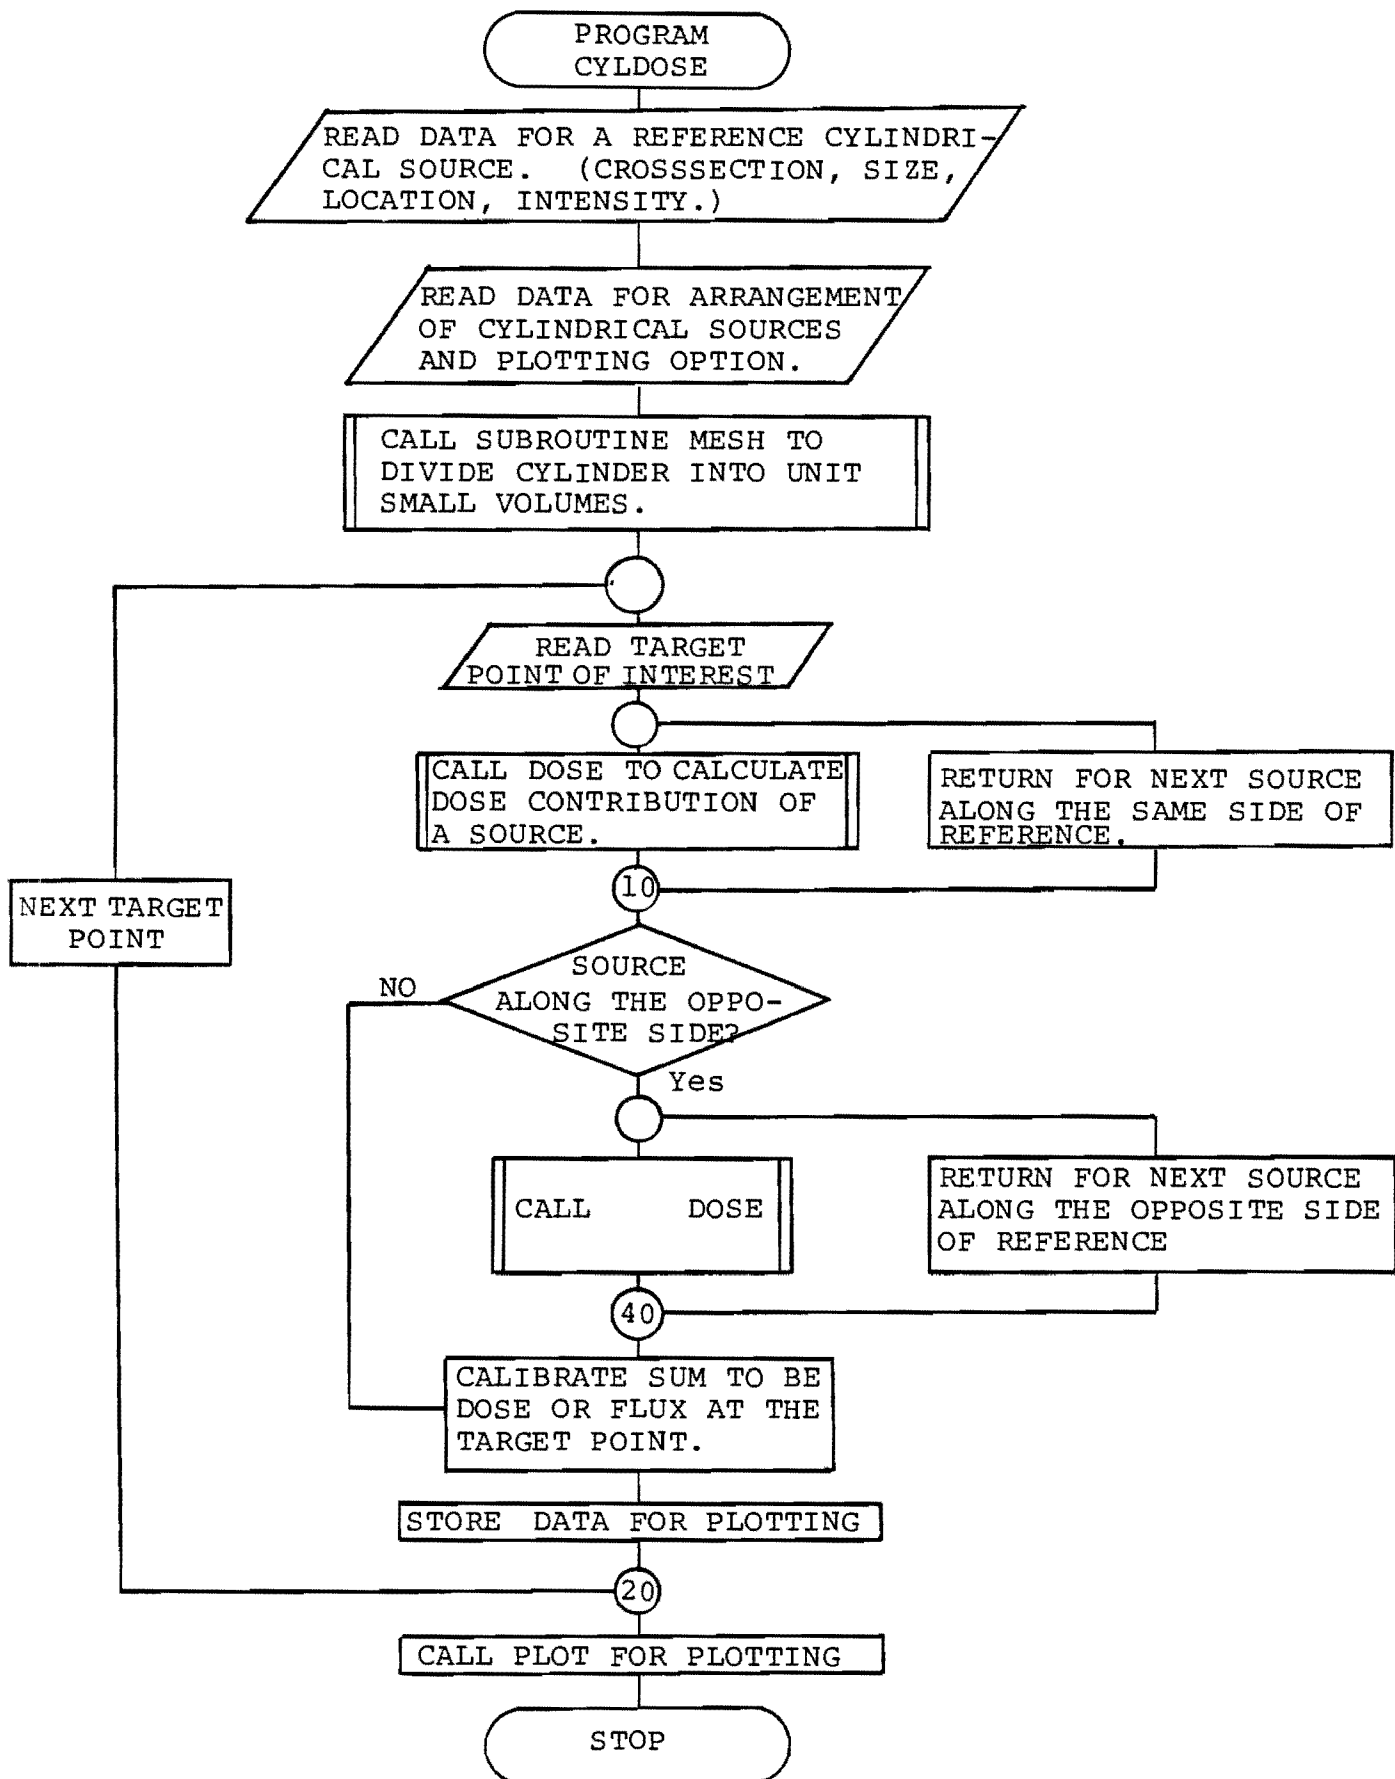 PROGRAM
CYLDOSE
READ DATA FOR A REFERENCE CYLINDRI-
CAL SOURCE. (CROSSSECTION, SIZE,
LOCATION, INTENSITY.)
READ DATA FOR ARRANGEMENT
OF CYLINDRICAL SOURCES
AND PLOTTING OPTION.
CALL SUBROUTINE MESH TO
DIVIDE CYLINDER INTO UNIT
SMALL VOLUMES.
READ TARGET
POINT OF INTEREST
CALL DOSE TO CALCULATE
DOSE CONTRIBUTION OF
A SOURCE.
RETURN FOR NEXT SOURCE
ALONG THE SAME SIDE OF
REFERENCE.
10
NEXT TARGET
POINT
SOURCE
ALONG THE OPPO-
SITE SIDE?
NO
Yes
CALL DOSE
RETURN FOR NEXT SOURCE
ALONG THE OPPOSITE SIDE
OF REFERENCE
40
CALIBRATE SUM TO BE
DOSE OR FLUX AT THE
TARGET POINT.
STORE DATA FOR PLOTTING
20
CALL PLOT FOR PLOTTING
STOP